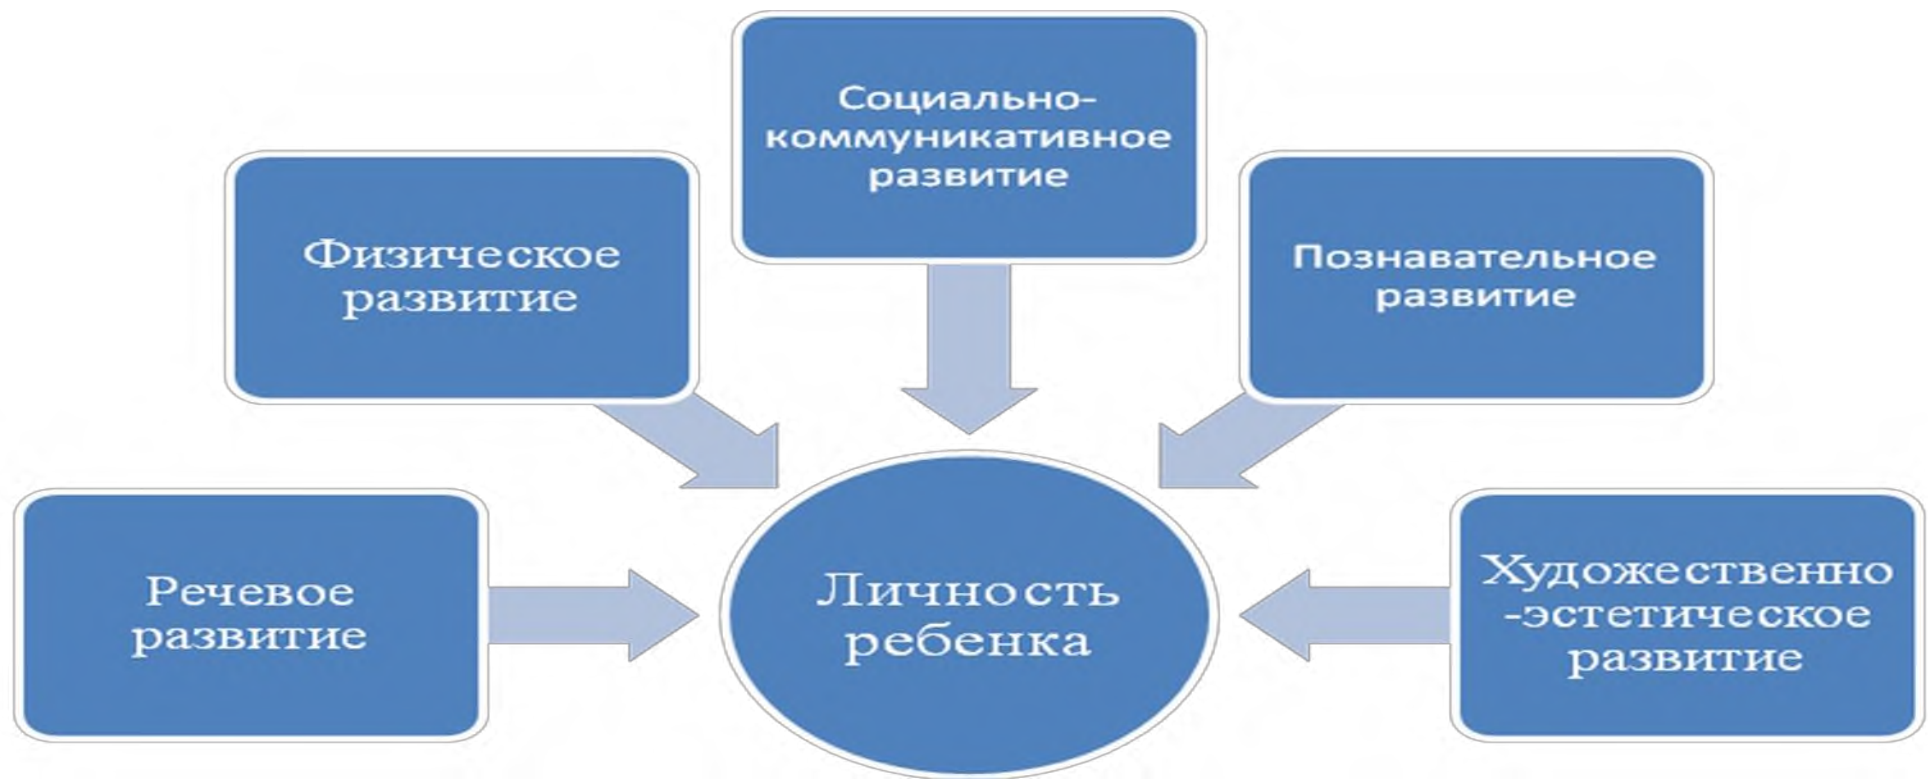 Социально-
коммуникативное
развитие
Физическое
развитие
Познавательное
развитие
Речевое
развитие
Личность
ребенка
Художественно
-эстетическое
развитие